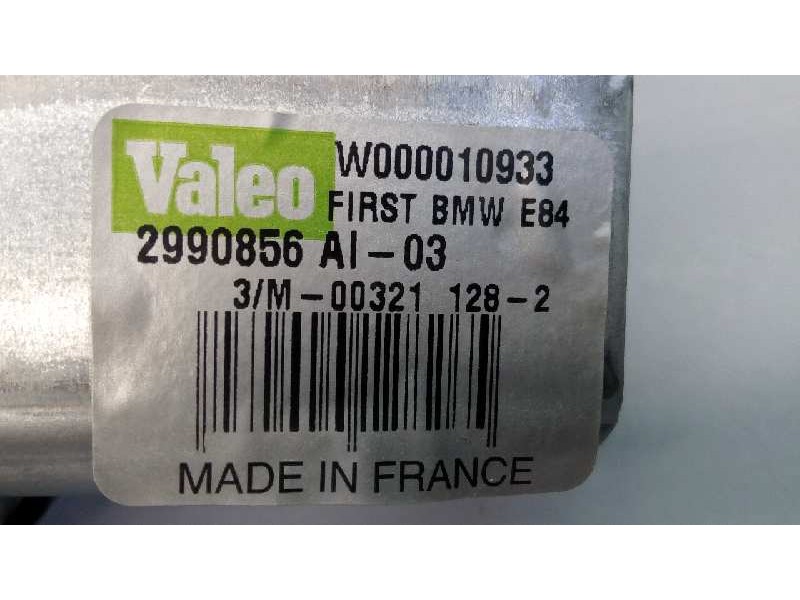 Valeo
W000010933
FIRST BMW E84
2990856 AI-03
3/M-00321 128-2
MADE IN FRANCE